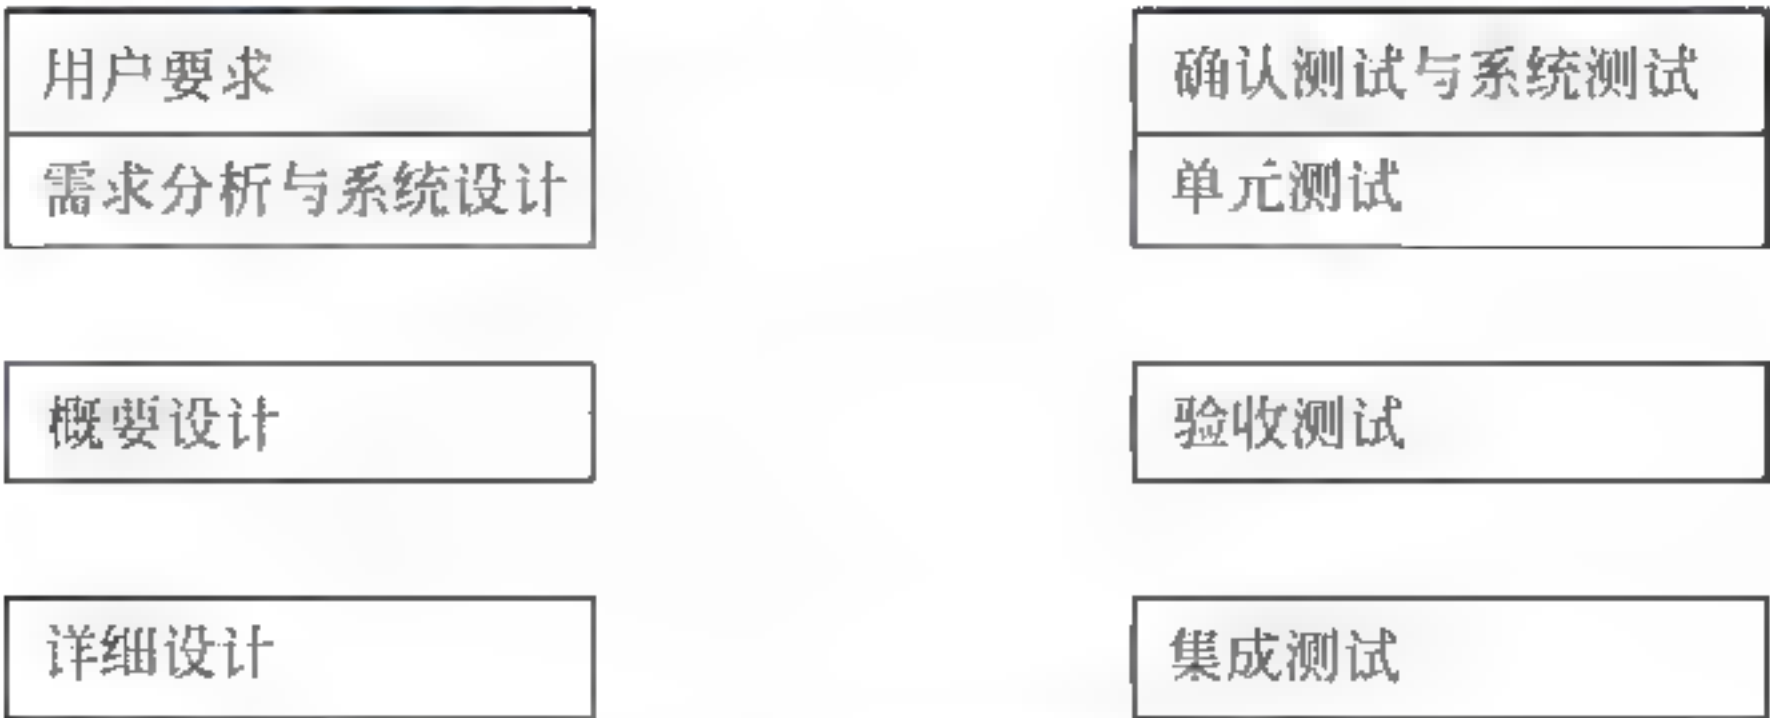 用户要求
需求分析与系统设计
概要设计
详细设计
确认测试与系统测试
单元测试
验收测试
集成测试